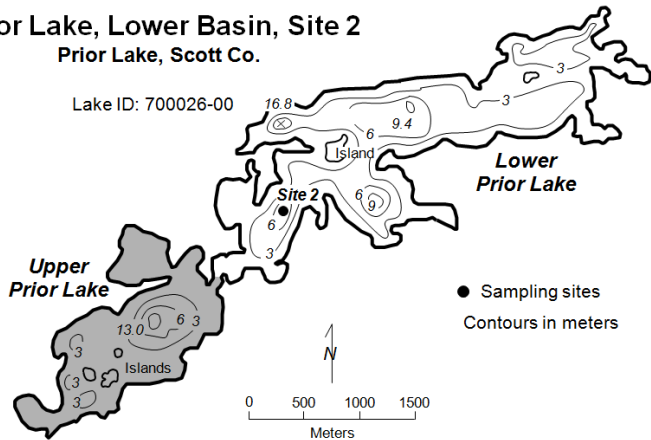 or Lake, Lower Basin, Site 2
Prior Lake, Scott Co.
Lake ID: 700026-00
16.8
3
3
9.4
6
Island
Lower
Prior Lake
Site 2
6
9
6
3
Upper
Prior Lake
13.0
6
3
3
Islands
3
3
Sampling sites
Contours in meters
N
0 500 1000 1500
Meters